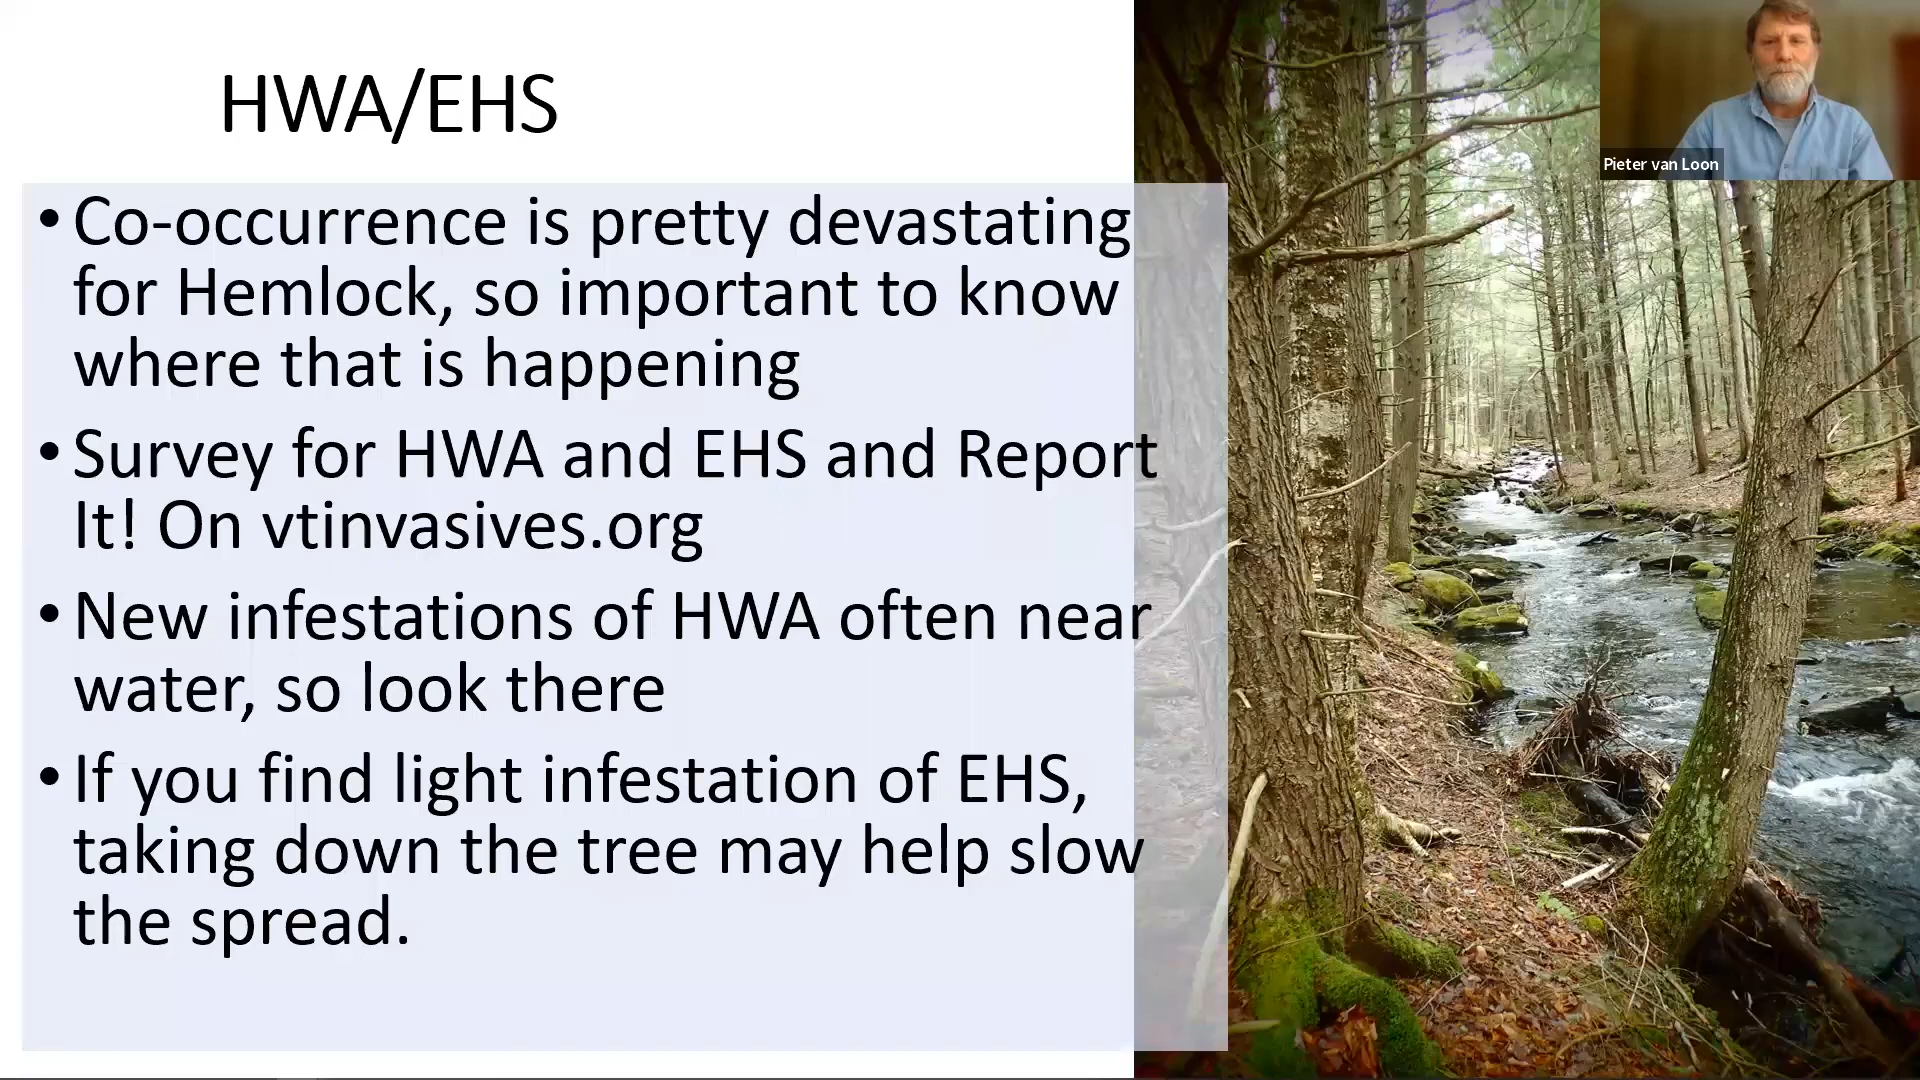 HWA/EHS
Pieter van Loon
• Co-occurrence is pretty devastating
for Hemlock, so important to know
where that is happening
• Survey for HWA and EHS and Report
It! On vtinvasives.org
• New infestations of HWA often near
water, so look there
• If you find light infestation of EHS,
taking down the tree may help slow
the spread.